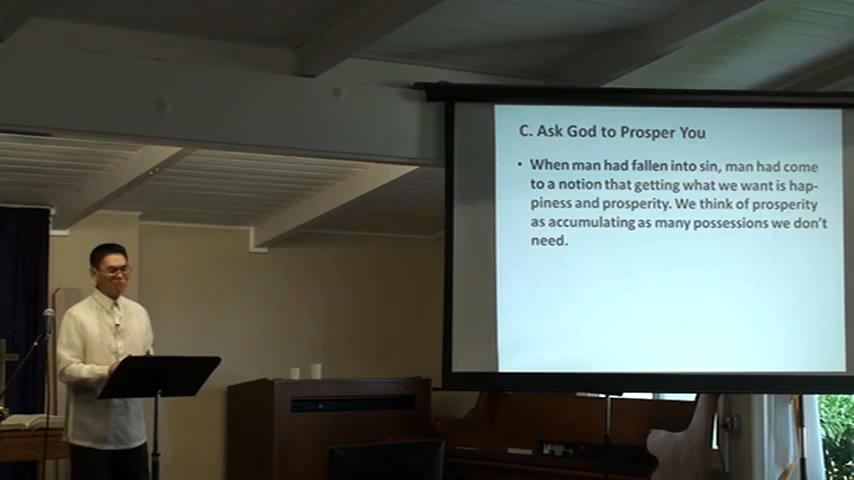 C. Ask God to Prosper You
• When man had fallen into sin, man had come
to a notion that getting what we want is hap-
piness and prosperity. We think of prosperity
as accumulating as many possessions we don't
need.